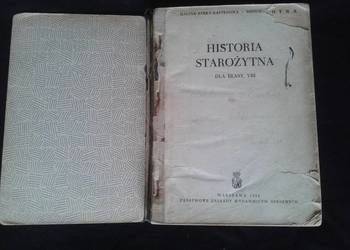 HISTORIA
STAROŻYTNA
DLA KLASY VIII
WARSZAWA
PAŃSTWOWE ZAKŁADY WYDAWNICTW SZKOLNYCH